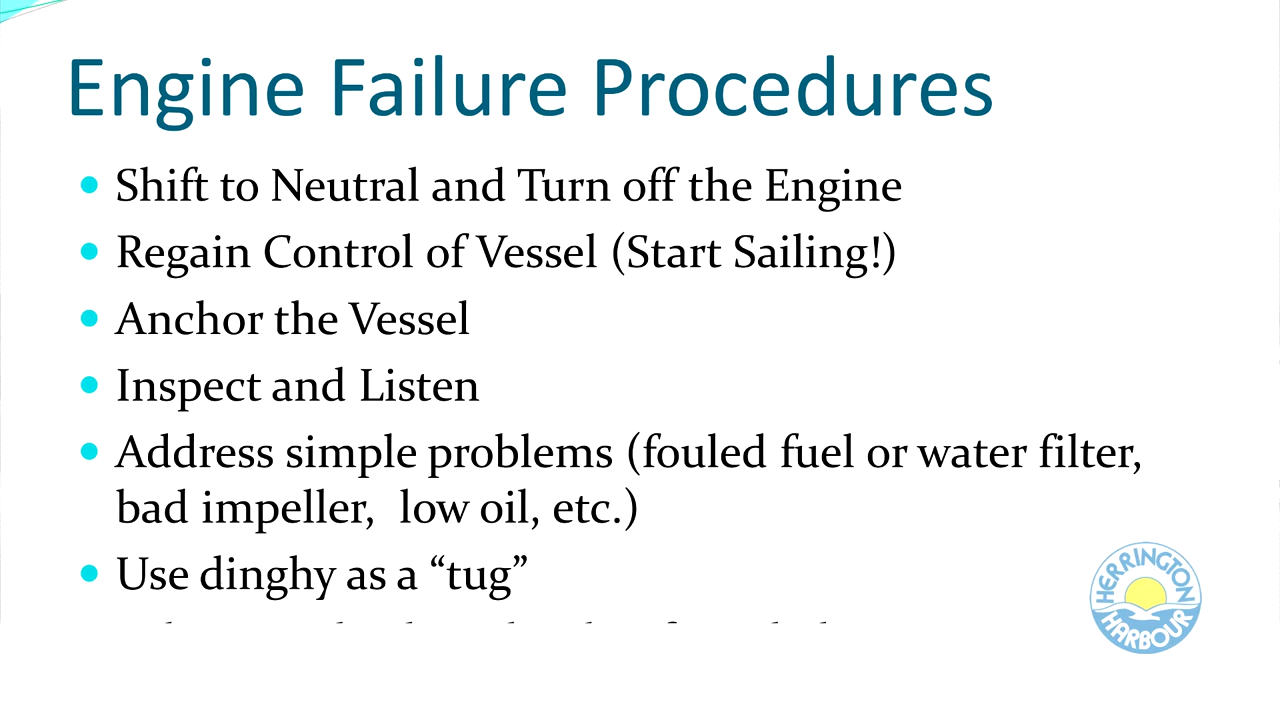 Engine Failure Procedures
• Shift to Neutral and Turn off the Engine
• Regain Control of Vessel (Start Sailing!)
• Anchor the Vessel
• Inspect and Listen
• Address simple problems (fouled fuel or water filter,
bad impeller,  low oil, etc.)
• Use dinghy as a “tug”
HERRINGTON
HARBOUR